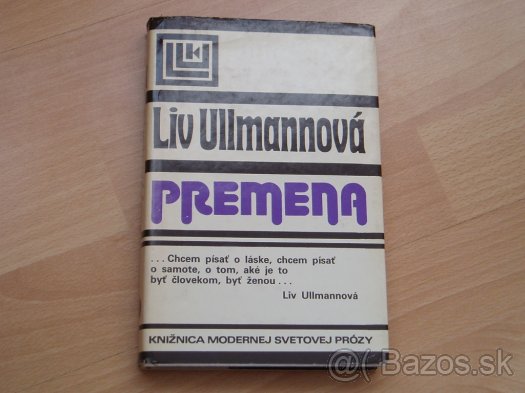 Liv Ullmannová
PREMENA
...Chcem písať o láske, chcem písať
o samote, o tom, aké je to
byť človekom, byť ženou...
Liv Ullmannová
KNIŽNICA MODERNEJ SVETOVEJ PRÓZY
@( Bazos.sk